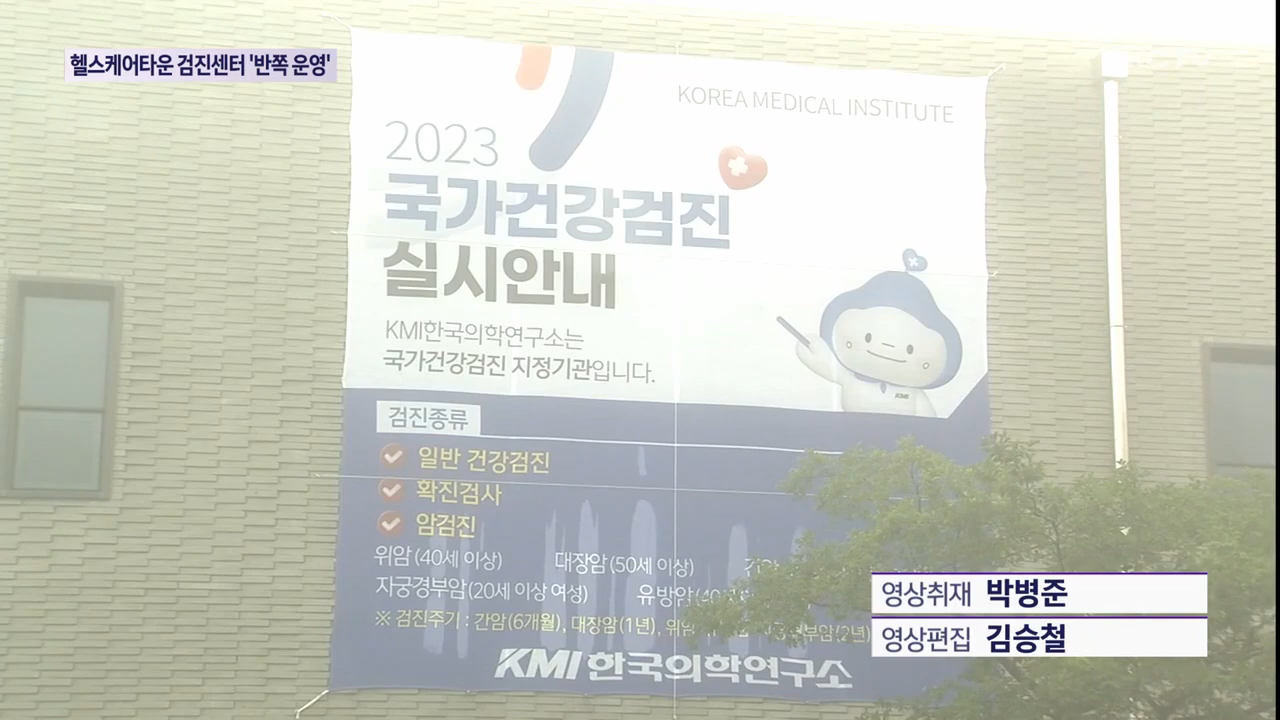 헬스케어타운 검진센터 '반쪽 운영'
KOREA MEDICAL INSTITUTE
2023
국가건강검진
실시안내
KMI한국의학연구소는
국가건강검진 지정기관입니다.
KMI
검진종류
일반 건강검진
확진검사
암검진
위암 (40세 이상) 대장암 (50세 이상)
자궁경부암 (20세 이상 여성) 유방암
※ 검진주기 : 간암 (6개월), 대장암 (1년), 위암
KMI 한국의학연구소
영상취재 박병준
영상편집 김승철